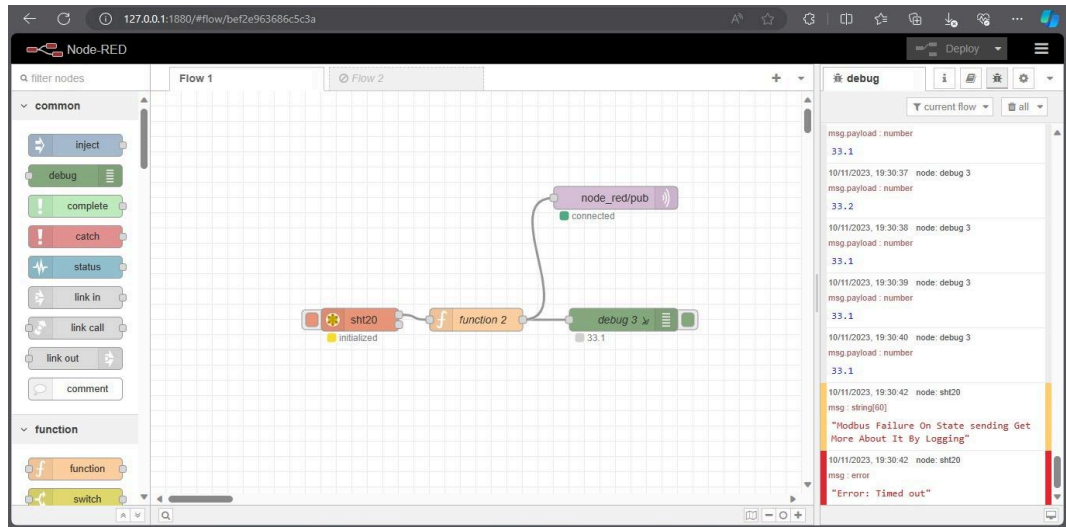 127.0.0.1:1880/#flow/bef2e963686c5c3a
Node-RED
Deploy
filter nodes
Flow 1
Flow 2
debug
i
common
current flow
all
inject
debug
complete
catch
status
link in
link call
link out
comment
function
function
switch
node_red/pub
connected
sht20
initialized
function 2
debug 3
33.1
msg.payload : number
33.1
10/11/2023, 19:30:37 node: debug 3
msg.payload : number
33.2
10/11/2023, 19:30:38 node: debug 3
msg.payload : number
33.1
10/11/2023, 19:30:39 node: debug 3
msg.payload : number
33.1
10/11/2023, 19:30:40 node: debug 3
msg.payload : number
33.1
10/11/2023, 19:30:42 node: sht20
msg : string[60]
"Modbus Failure On State sending Get
More About It By Logging"
10/11/2023, 19:30:42 node: sht20
msg : error
"Error: Timed out"